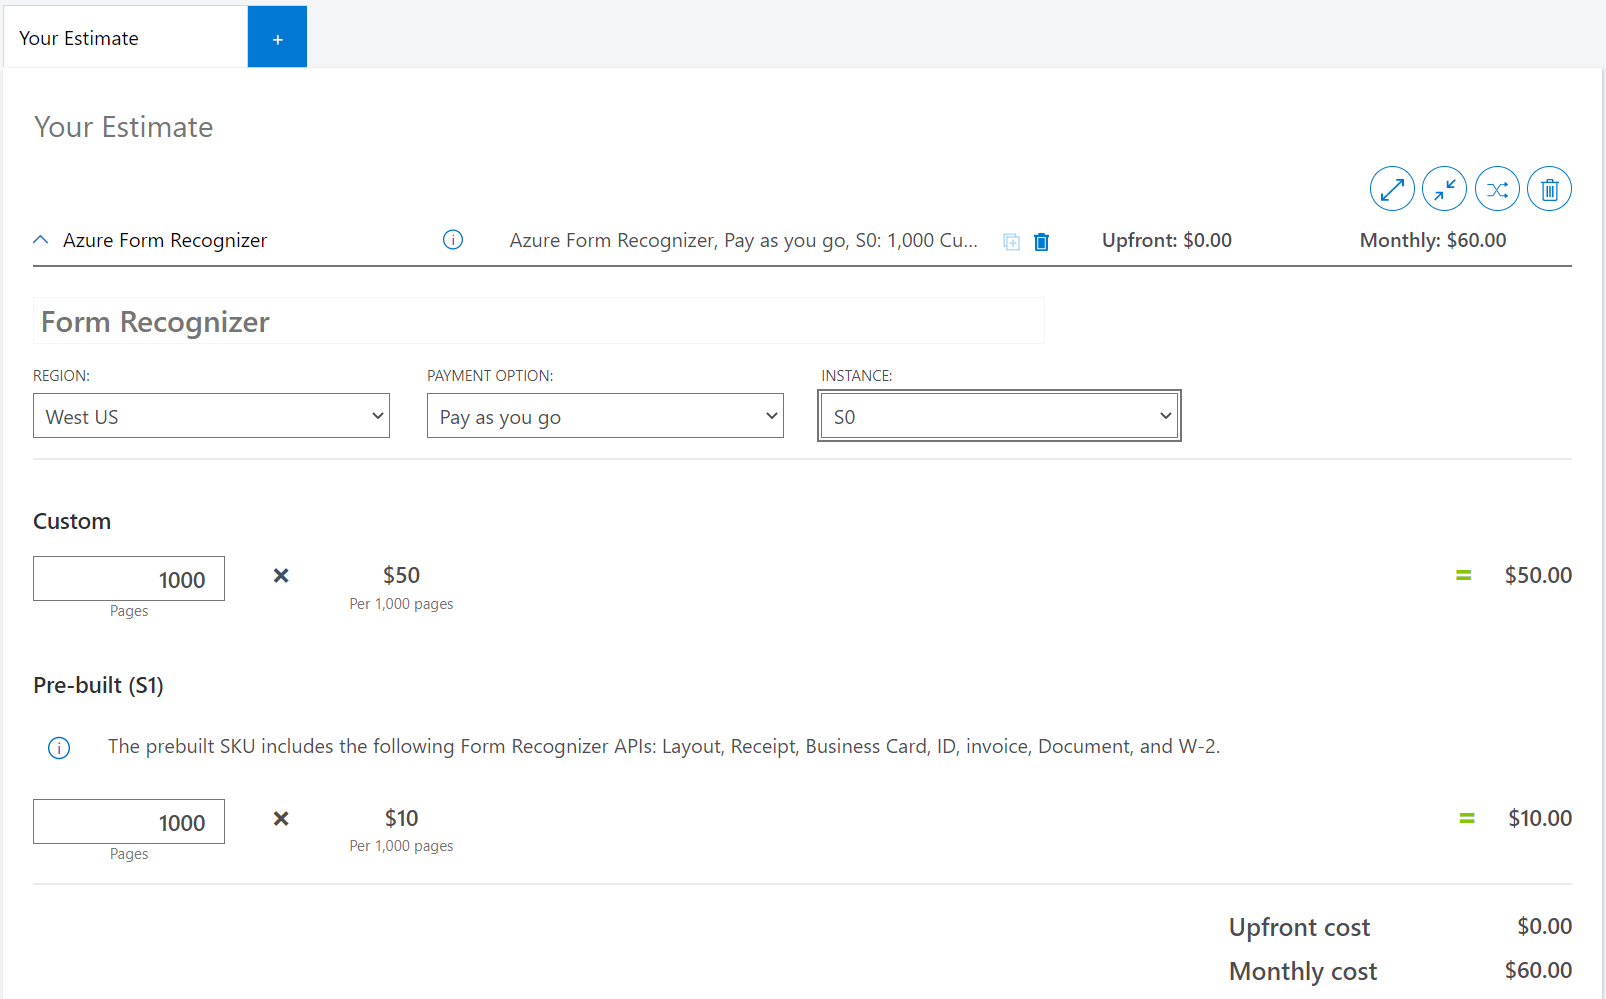 Your Estimate
+
Your Estimate
Azure Form Recognizer
Azure Form Recognizer, Pay as you go, S0: 1,000 Cu...
Upfront: $0.00
Monthly: $60.00
Form Recognizer
REGION:
PAYMENT OPTION:
INSTANCE:
West US
Pay as you go
S0
Custom
1000
×
$50
=
$50.00
Pages
Per 1,000 pages
Pre-built (S1)
The prebuilt SKU includes the following Form Recognizer APIs: Layout, Receipt, Business Card, ID, invoice, Document, and W-2.
1000
×
$10
=
$10.00
Pages
Per 1,000 pages
Upfront cost
$0.00
Monthly cost
$60.00